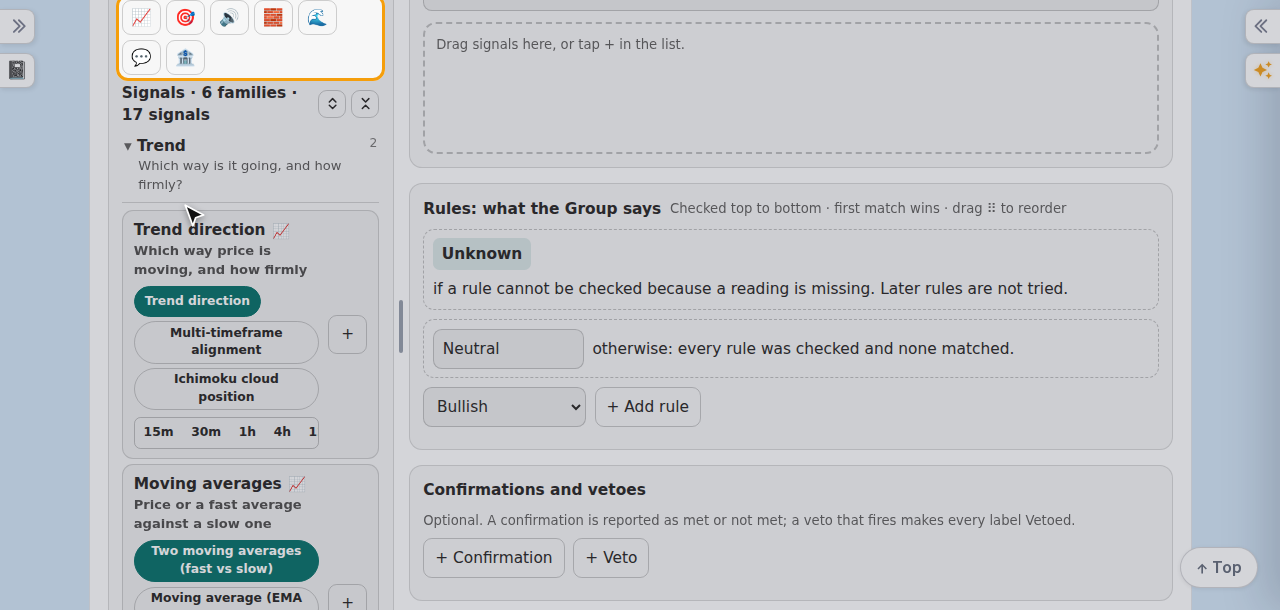 Signals · 6 families ·
17 signals
Trend
2
Which way is it going, and how
firmly?
Trend direction
Which way price is
moving, and how firmly
Trend direction
Multi-timeframe
alignment
+
Ichimoku cloud
position
15m 30m 1h 4h 1
Moving averages
Price or a fast average
against a slow one
Two moving averages
(fast vs slow)
Moving average (EMA
+
Drag signals here, or tap + in the list.
Rules: what the Group says Checked top to bottom · first match wins · drag ⠿ to reorder
Unknown
if a rule cannot be checked because a reading is missing. Later rules are not tried.
Neutral otherwise: every rule was checked and none matched.
Bullish + Add rule
Confirmations and vetoes
Optional. A confirmation is reported as met or not met; a veto that fires makes every label Vetoed.
+ Confirmation + Veto
↑ Top